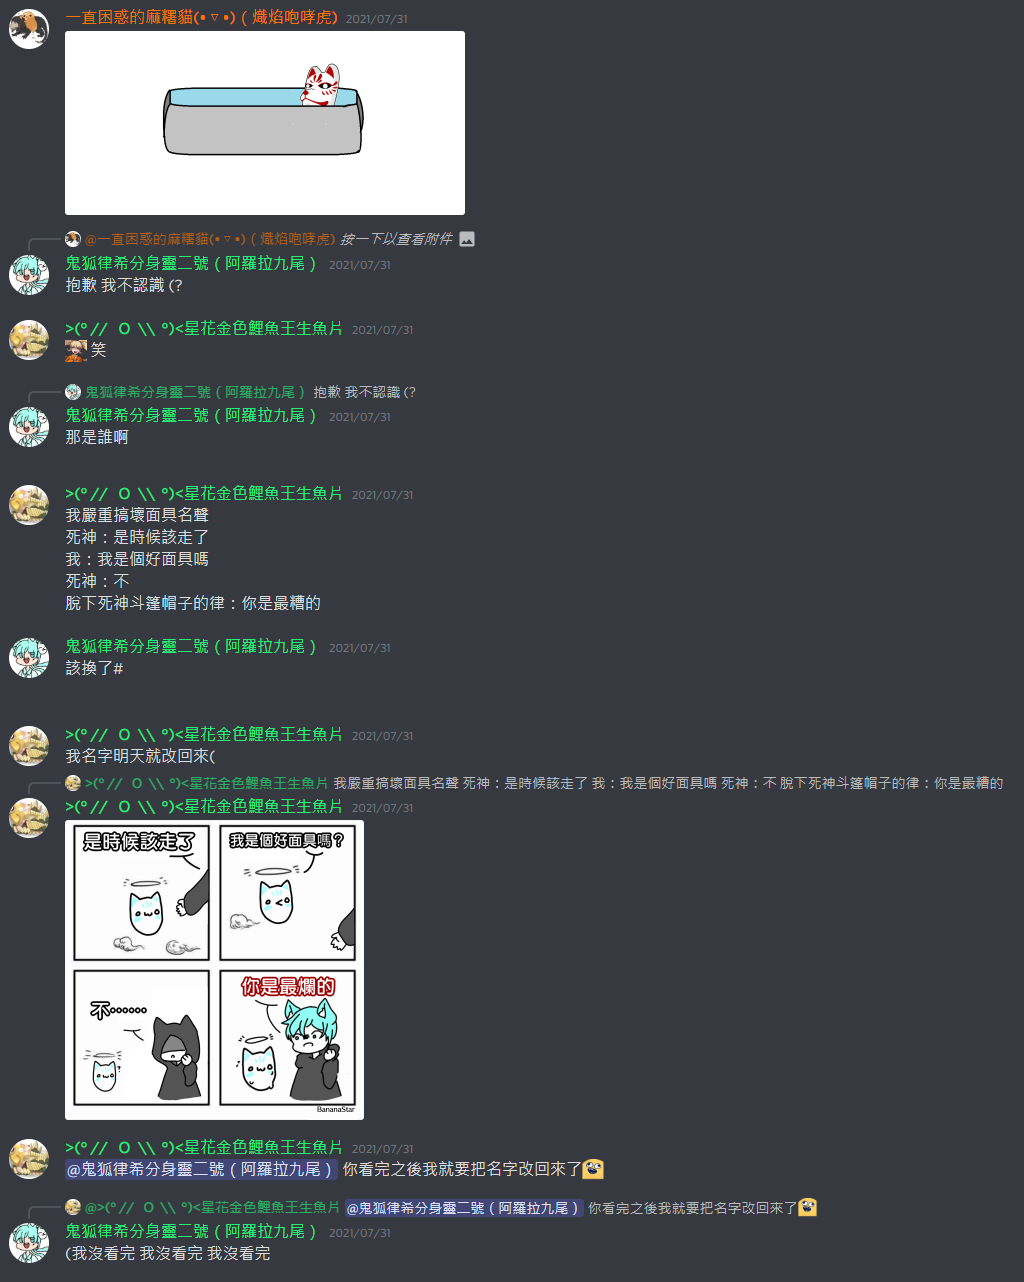 一直困惑的麻糬貓(• ▿ •)（熾焰咆哮虎) 2021/07/31
@一直困惑的麻糬貓(• ▿ •)（熾焰咆哮虎) 按一下以查看附件
鬼狐律希分身靈二號（阿羅拉九尾） 2021/07/31
抱歉 我不認識 (?
>(° // Ｏ \\ °)<星花金色鯉魚王生魚片 2021/07/31
笑
鬼狐律希分身靈二號（阿羅拉九尾） 抱歉 我不認識 (?
鬼狐律希分身靈二號（阿羅拉九尾） 2021/07/31
那是誰啊
>(° // Ｏ \\ °)<星花金色鯉魚王生魚片 2021/07/31
我嚴重搞壞面具名聲
死神：是時候該走了
我：我是個好面具嗎
死神：不
脫下死神斗篷帽子的律：你是最糟的
鬼狐律希分身靈二號（阿羅拉九尾） 2021/07/31
該換了#
>(° // Ｏ \\ °)<星花金色鯉魚王生魚片 2021/07/31
我名字明天就改回來(
>(° // Ｏ \\ °)<星花金色鯉魚王生魚片 我嚴重搞壞面具名聲 死神：是時候該走了 我：我是個好面具嗎 死神：不 脫下死神斗篷帽子的律：你是最糟的
>(° // Ｏ \\ °)<星花金色鯉魚王生魚片 2021/07/31
是時候該走了
我是個好面具嗎？
不⋯⋯
你是最爛的
BananaStar
>(° // Ｏ \\ °)<星花金色鯉魚王生魚片 2021/07/31
@鬼狐律希分身靈二號（阿羅拉九尾） 你看完之後我就要把名字改回來了
@>(° // Ｏ \\ °)<星花金色鯉魚王生魚片 @鬼狐律希分身靈二號（阿羅拉九尾） 你看完之後我就要把名字改回來了
鬼狐律希分身靈二號（阿羅拉九尾） 2021/07/31
(我沒看完 我沒看完 我沒看完